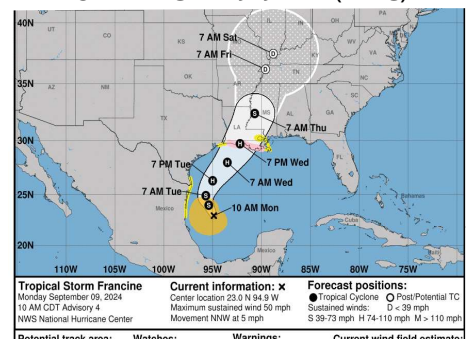 40N
35N
30N
25N
20N
110W 105W 100W 95W 90W 85W 80W 75W
UT
CO
KS
MO
IL
IN
OH
PA
WV
VA
KY
NC
TN
SC
AZ
NM
OK
AR
TX
LA
MS
AL
GA
FL
Mexico
Mexico
Cuba
Bahamas
7 AM Sat
D
7 AM Fri
D
7 AM Thu
S
7 PM Wed
H
7 AM Wed
H
7 PM Tue
H
7 AM Tue
S
S
10 AM Mon
Tropical Storm Francine
Monday September 09, 2024
10 AM CDT Advisory 4
NWS National Hurricane Center
Current information: x
Center location 23.0 N 94.9 W
Maximum sustained wind 50 mph
Movement NNW at 5 mph
Forecast positions:
● Tropical Cyclone ○ Post/Potential TC
Sustained winds: D < 39 mph
S 39-73 mph H 74-110 mph M > 110 mph
Potential track area: Watches: Warnings: Current wind field estimate: